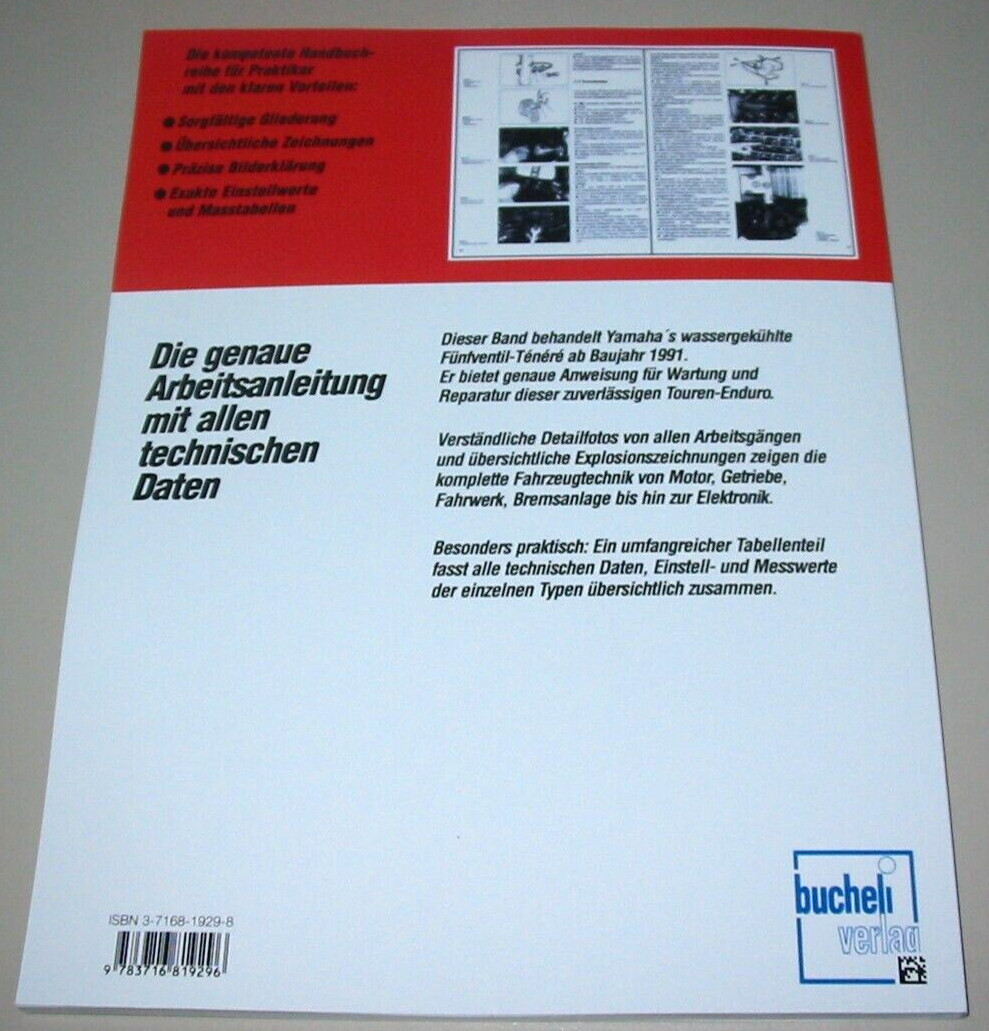 Die kompetente Handbuch-
reihe für Praktiker
mit den klaren Vorteilen:
● Sorgfältige Gliederung
● Übersichtliche Zeichnungen
● Präzise Bilderklärung
● Exakte Einstellwerte
und Masstabellen
Die genaue
Arbeitsanleitung
mit allen
technischen
Daten
Dieser Band behandelt Yamaha´s wassergekühlte
Fünfventil-Ténéré ab Baujahr 1991.
Er bietet genaue Anweisung für Wartung und
Reparatur dieser zuverlässigen Touren-Enduro.
Verständliche Detailfotos von allen Arbeitsgängen
und übersichtliche Explosionszeichnungen zeigen die
komplette Fahrzeugtechnik von Motor, Getriebe,
Fahrwerk, Bremsanlage bis hin zur Elektronik.
Besonders praktisch: Ein umfangreicher Tabellenteil
fasst alle technischen Daten, Einstell- und Messwerte
der einzelnen Typen übersichtlich zusammen.
ISBN 3-7168-1929-8
9 783716 819296
bucheli
verlag